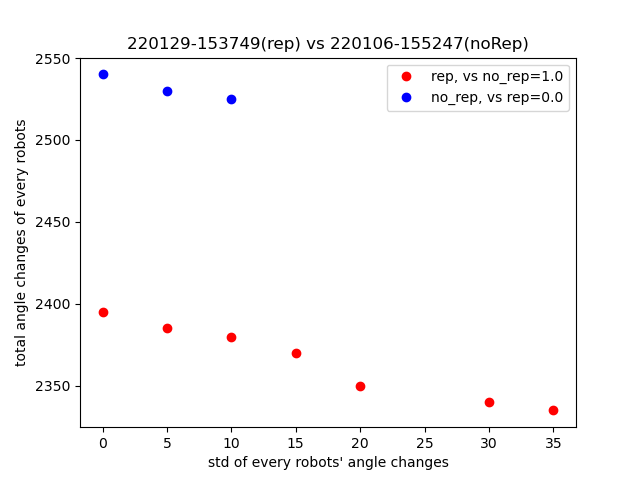 220129-153749(rep) vs 220106-155247(noRep)
rep, vs no_rep=1.0
no_rep, vs rep=0.0
total angle changes of every robots
2550
2500
2450
2400
2350
0 5 10 15 20 25 30 35
std of every robots' angle changes